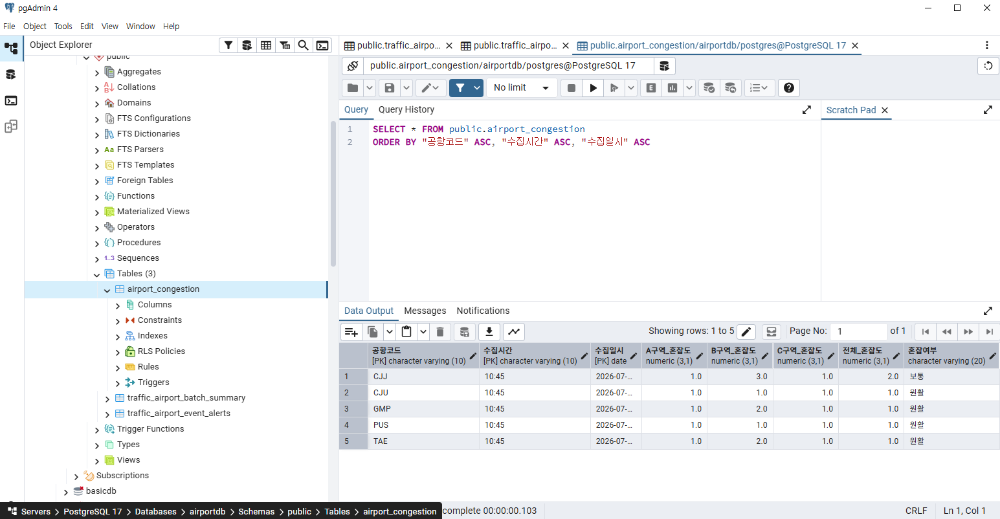 pgAdmin 4
File Object Tools Edit View Window Help
Object Explorer
public
Aggregates
Collations
Domains
FTS Configurations
FTS Dictionaries
Aa FTS Parsers
FTS Templates
Foreign Tables
Functions
Materialized Views
Operators
Procedures
1..3 Sequences
Tables (3)
airport_congestion
Columns
Constraints
Indexes
RLS Policies
Rules
Triggers
traffic_airport_batch_summary
traffic_airport_event_alerts
Trigger Functions
Types
Views
Subscriptions
basicdb
public.traffic_airpo... public.traffic_airpo... public.airport_congestion/airportdb/postgres@PostgreSQL 17
public.airport_congestion/airportdb/postgres@PostgreSQL 17
No limit
Query Query History
Scratch Pad
1 SELECT * FROM public.airport_congestion
2 ORDER BY "공항코드" ASC, "수집시간" ASC, "수집일시" ASC
Data Output Messages Notifications
Showing rows: 1 to 5 Page No: 1 of 1
공항코드 수집시간 수집일시 A구역_혼잡도 B구역_혼잡도 C구역_혼잡도 전체_혼잡도 혼잡여부
[PK] character varying (10) [PK] character varying (10) [PK] date numeric (3,1) numeric (3,1) numeric (3,1) numeric (3,1) character varying (20)
1 CJJ 10:45 2026-07-... 1.0 3.0 1.0 2.0 보통
2 CJU 10:45 2026-07-... 1.0 1.0 1.0 1.0 원활
3 GMP 10:45 2026-07-... 1.0 2.0 1.0 1.0 원활
4 PUS 10:45 2026-07-... 1.0 1.0 1.0 1.0 원활
5 TAE 10:45 2026-07-... 1.0 2.0 1.0 1.0 원활
Servers > PostgreSQL 17 > Databases > airportdb > Schemas > public > Tables > airport_congestion complete 00:00:00.103 CRLF Ln 1, Col 1